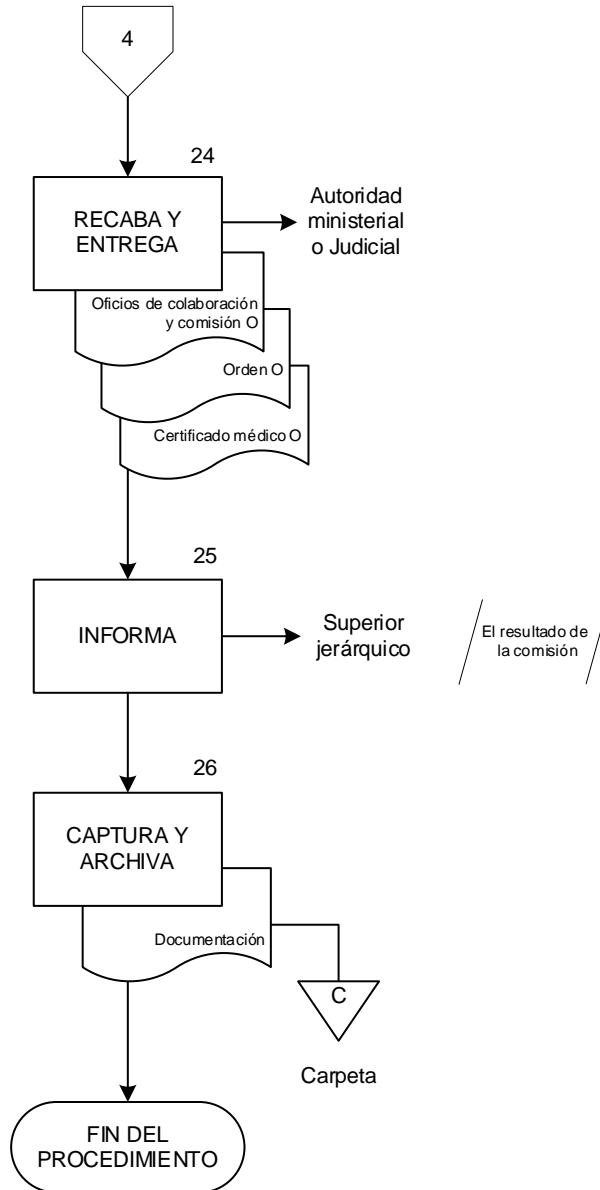 4
24
RECABA Y
ENTREGA
Autoridad
ministerial
o Judicial
Oficios de colaboración
y comisión O
Orden O
Certificado médico O
25
INFORMA
Superior
jerárquico
El resultado de
la comisión
26
CAPTURA Y
ARCHIVA
Documentación
C
Carpeta
FIN DEL
PROCEDIMIENTO